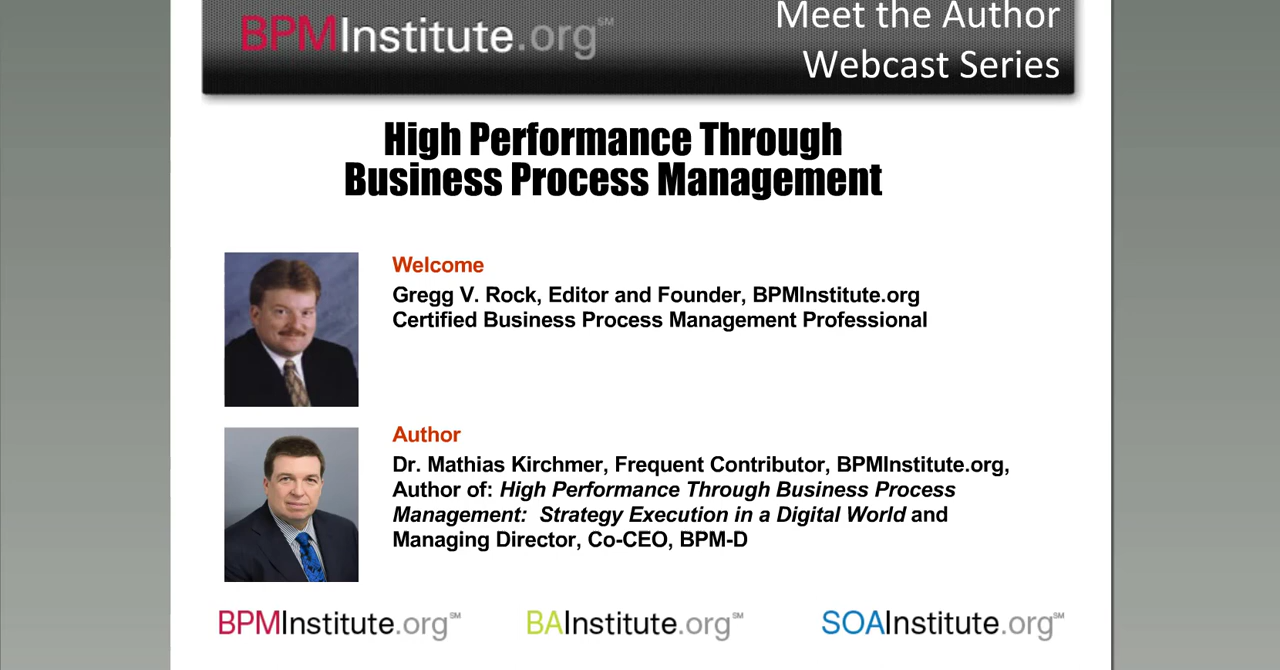 BPMInstitute.org℠
Meet the Author
Webcast Series
High Performance Through
Business Process Management
Welcome
Gregg V. Rock, Editor and Founder, BPMInstitute.org
Certified Business Process Management Professional
Author
Dr. Mathias Kirchmer, Frequent Contributor, BPMInstitute.org,
Author of: High Performance Through Business Process
Management: Strategy Execution in a Digital World and
Managing Director, Co-CEO, BPM-D
BPMInstitute.org℠
BAInstitute.org℠
SOAInstitute.org℠